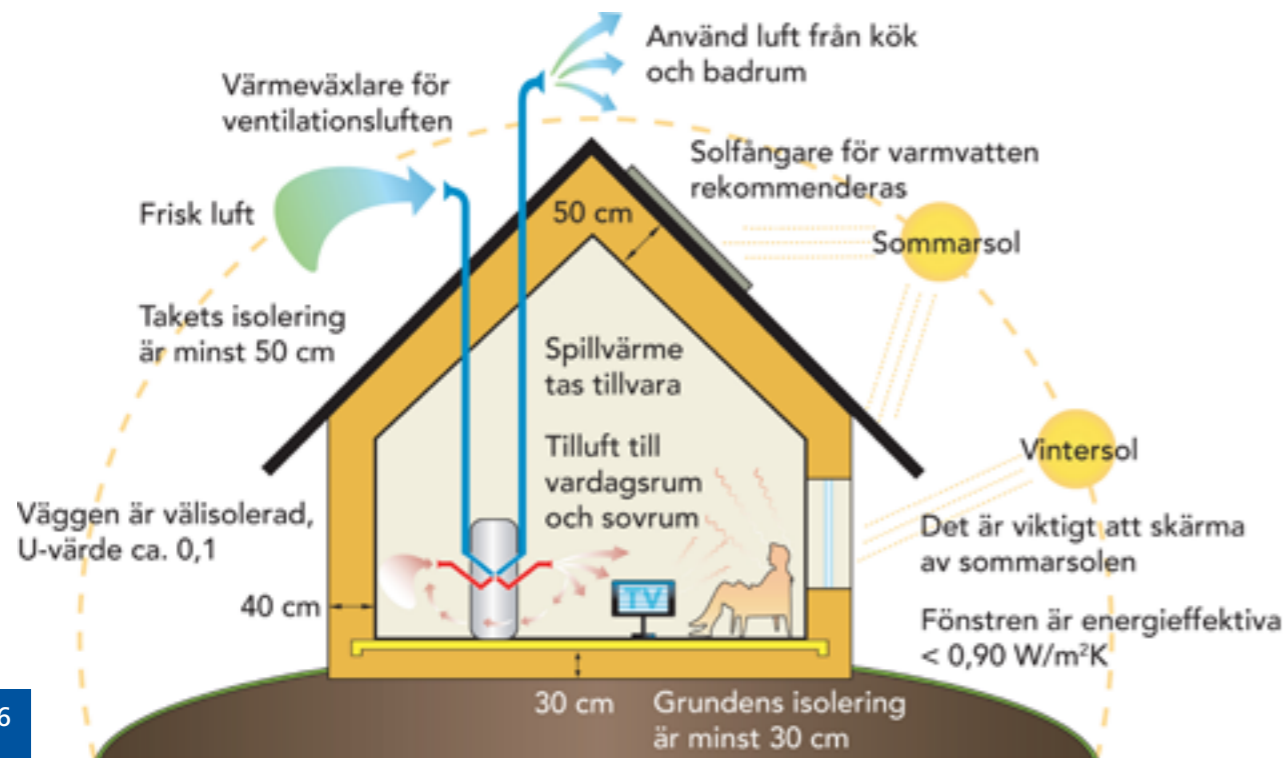 Använd luft från kök
och badrum
Värmeväxlare för
ventilationsluften
Solfångare för varmvatten
rekommenderas
Frisk luft
50 cm
Sommarsol
Takets isolering
är minst 50 cm
Spillvärme
tas tillvara
Tilluft till
vardagsrum
och sovrum
Vintersol
Väggen är välisolerad,
U-värde ca. 0,1
Det är viktigt att skärma
av sommarsolen
40 cm
TV
Fönstren är energieffektiva
< 0,90 W/m²K
30 cm
Grundens isolering
är minst 30 cm
6